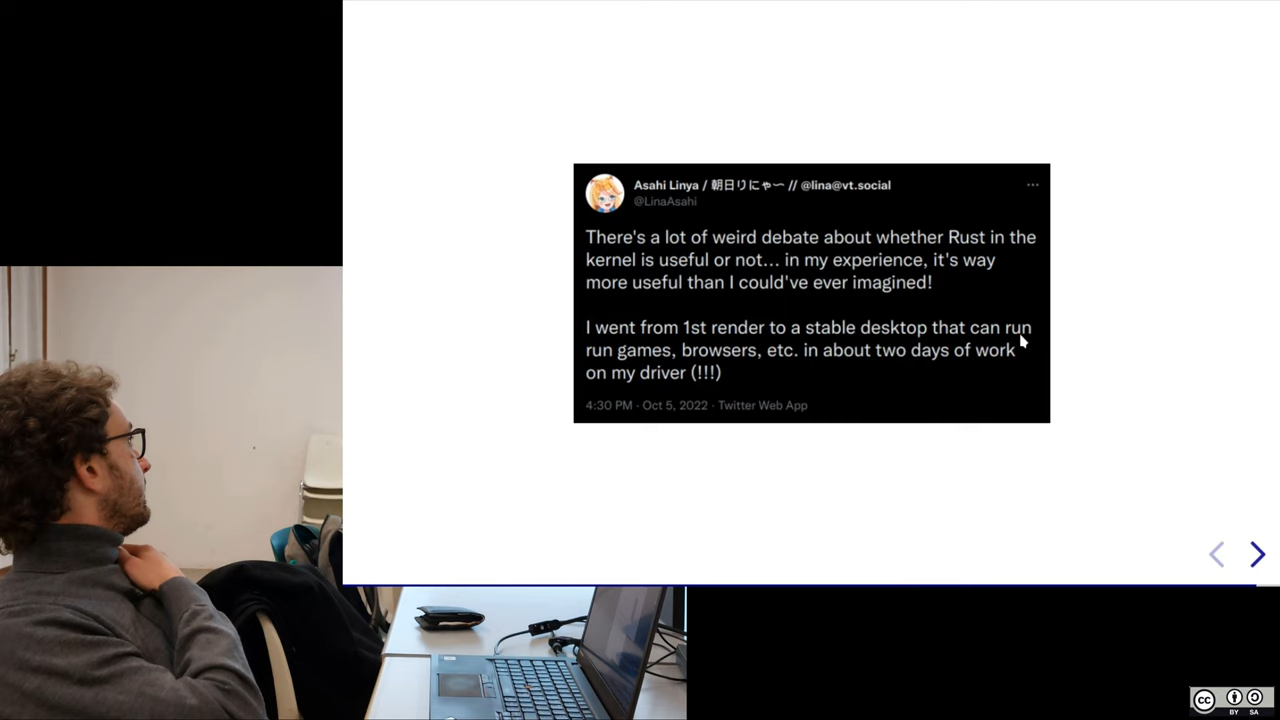 Asahi Linya / 朝日りにゃ〜 // @lina@vt.social
@LinaAsahi
There's a lot of weird debate about whether Rust in the
kernel is useful or not... in my experience, it's way
more useful than I could've ever imagined!
I went from 1st render to a stable desktop that can run
run games, browsers, etc. in about two days of work
on my driver (!!!)
4:30 PM · Oct 5, 2022 · Twitter Web App
cc
BY SA